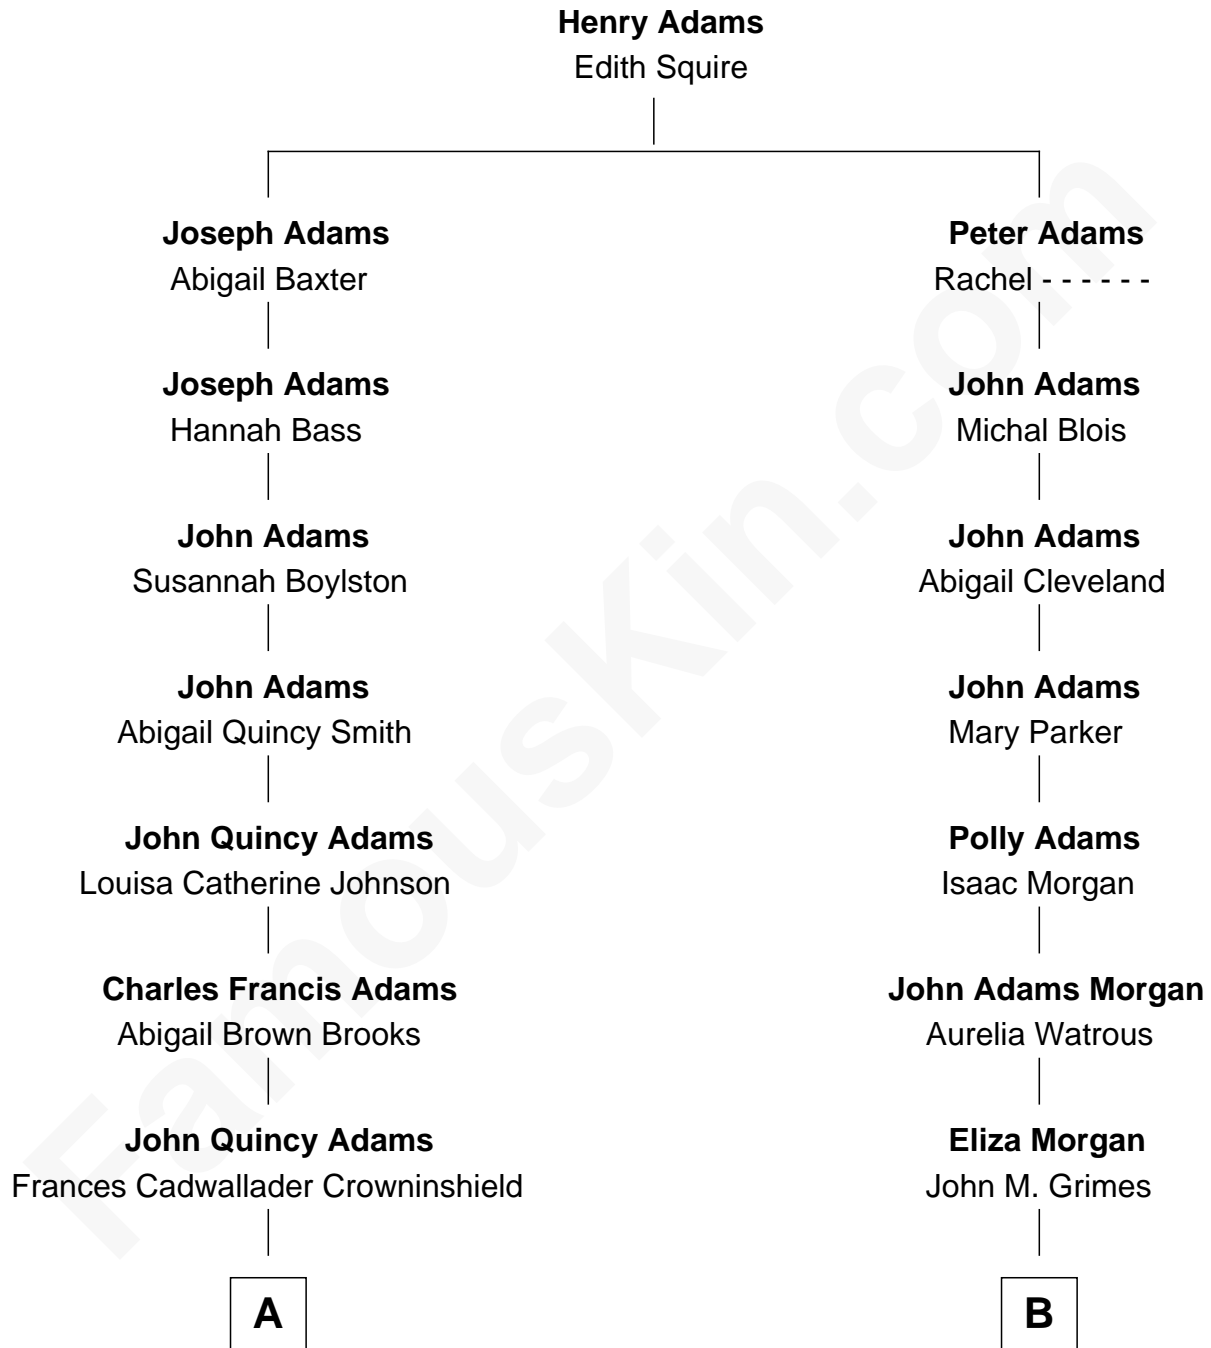 Henry Adams
Edith Squire
Joseph Adams
Abigail Baxter
Joseph Adams
Hannah Bass
John Adams
Susannah Boylston
John Adams
Abigail Quincy Smith
John Quincy Adams
Louisa Catherine Johnson
Charles Francis Adams
Abigail Brown Brooks
John Quincy Adams
Frances Cadwallader Crowninshield
A
Peter Adams
Rachel - - - - - -
John Adams
Michal Blois
John Adams
Abigail Cleveland
John Adams
Mary Parker
Polly Adams
Isaac Morgan
John Adams Morgan
Aurelia Watrous
Eliza Morgan
John M. Grimes
B
FamousKin.com